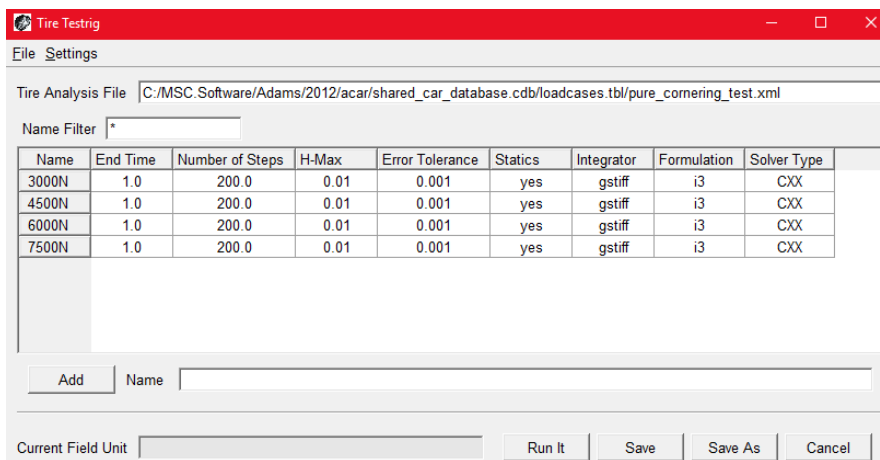 Tire Testrig
File Settings
Tire Analysis File C:/MSC.Software/Adams/2012/acar/shared_car_database.cdb/loadcases.tbl/pure_cornering_test.xml
Name Filter *
Name End Time Number of Steps H-Max Error Tolerance Statics Integrator Formulation Solver Type
3000N 1.0 200.0 0.01 0.001 yes gstiff i3 CXX
4500N 1.0 200.0 0.01 0.001 yes gstiff i3 CXX
6000N 1.0 200.0 0.01 0.001 yes gstiff i3 CXX
7500N 1.0 200.0 0.01 0.001 yes gstiff i3 CXX
Add Name
Current Field Unit Run It Save Save As Cancel